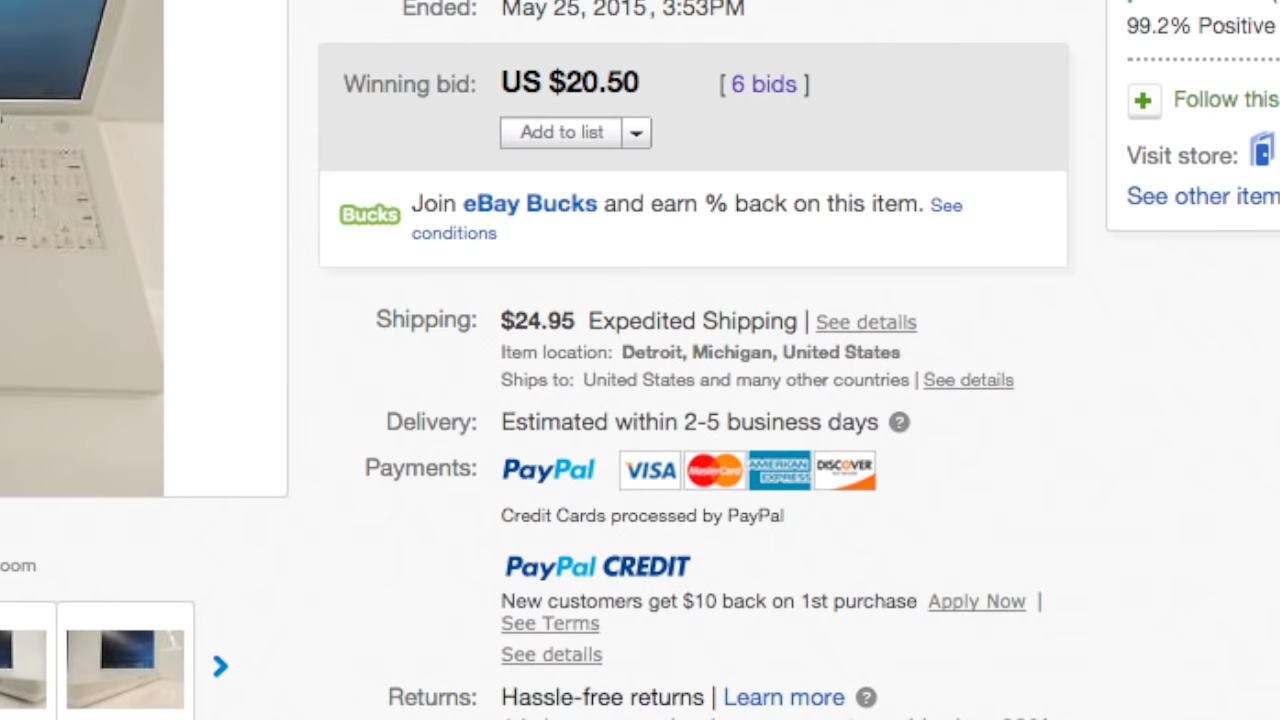 Ended: May 25, 2015, 3:53PM
99.2% Positive
Winning bid: US $20.50 [ 6 bids ]
Follow this
Add to list
Visit store:
See other item
Bucks Join eBay Bucks and earn % back on this item. See
conditions
Shipping: $24.95 Expedited Shipping | See details
Item location: Detroit, Michigan, United States
Ships to: United States and many other countries | See details
Delivery: Estimated within 2-5 business days ?
Payments: PayPal VISA MasterCard AMERICAN EXPRESS DISCOVER
Credit Cards processed by PayPal
oom
PayPal CREDIT
New customers get $10 back on 1st purchase Apply Now |
See Terms
See details
Returns: Hassle-free returns | Learn more ?